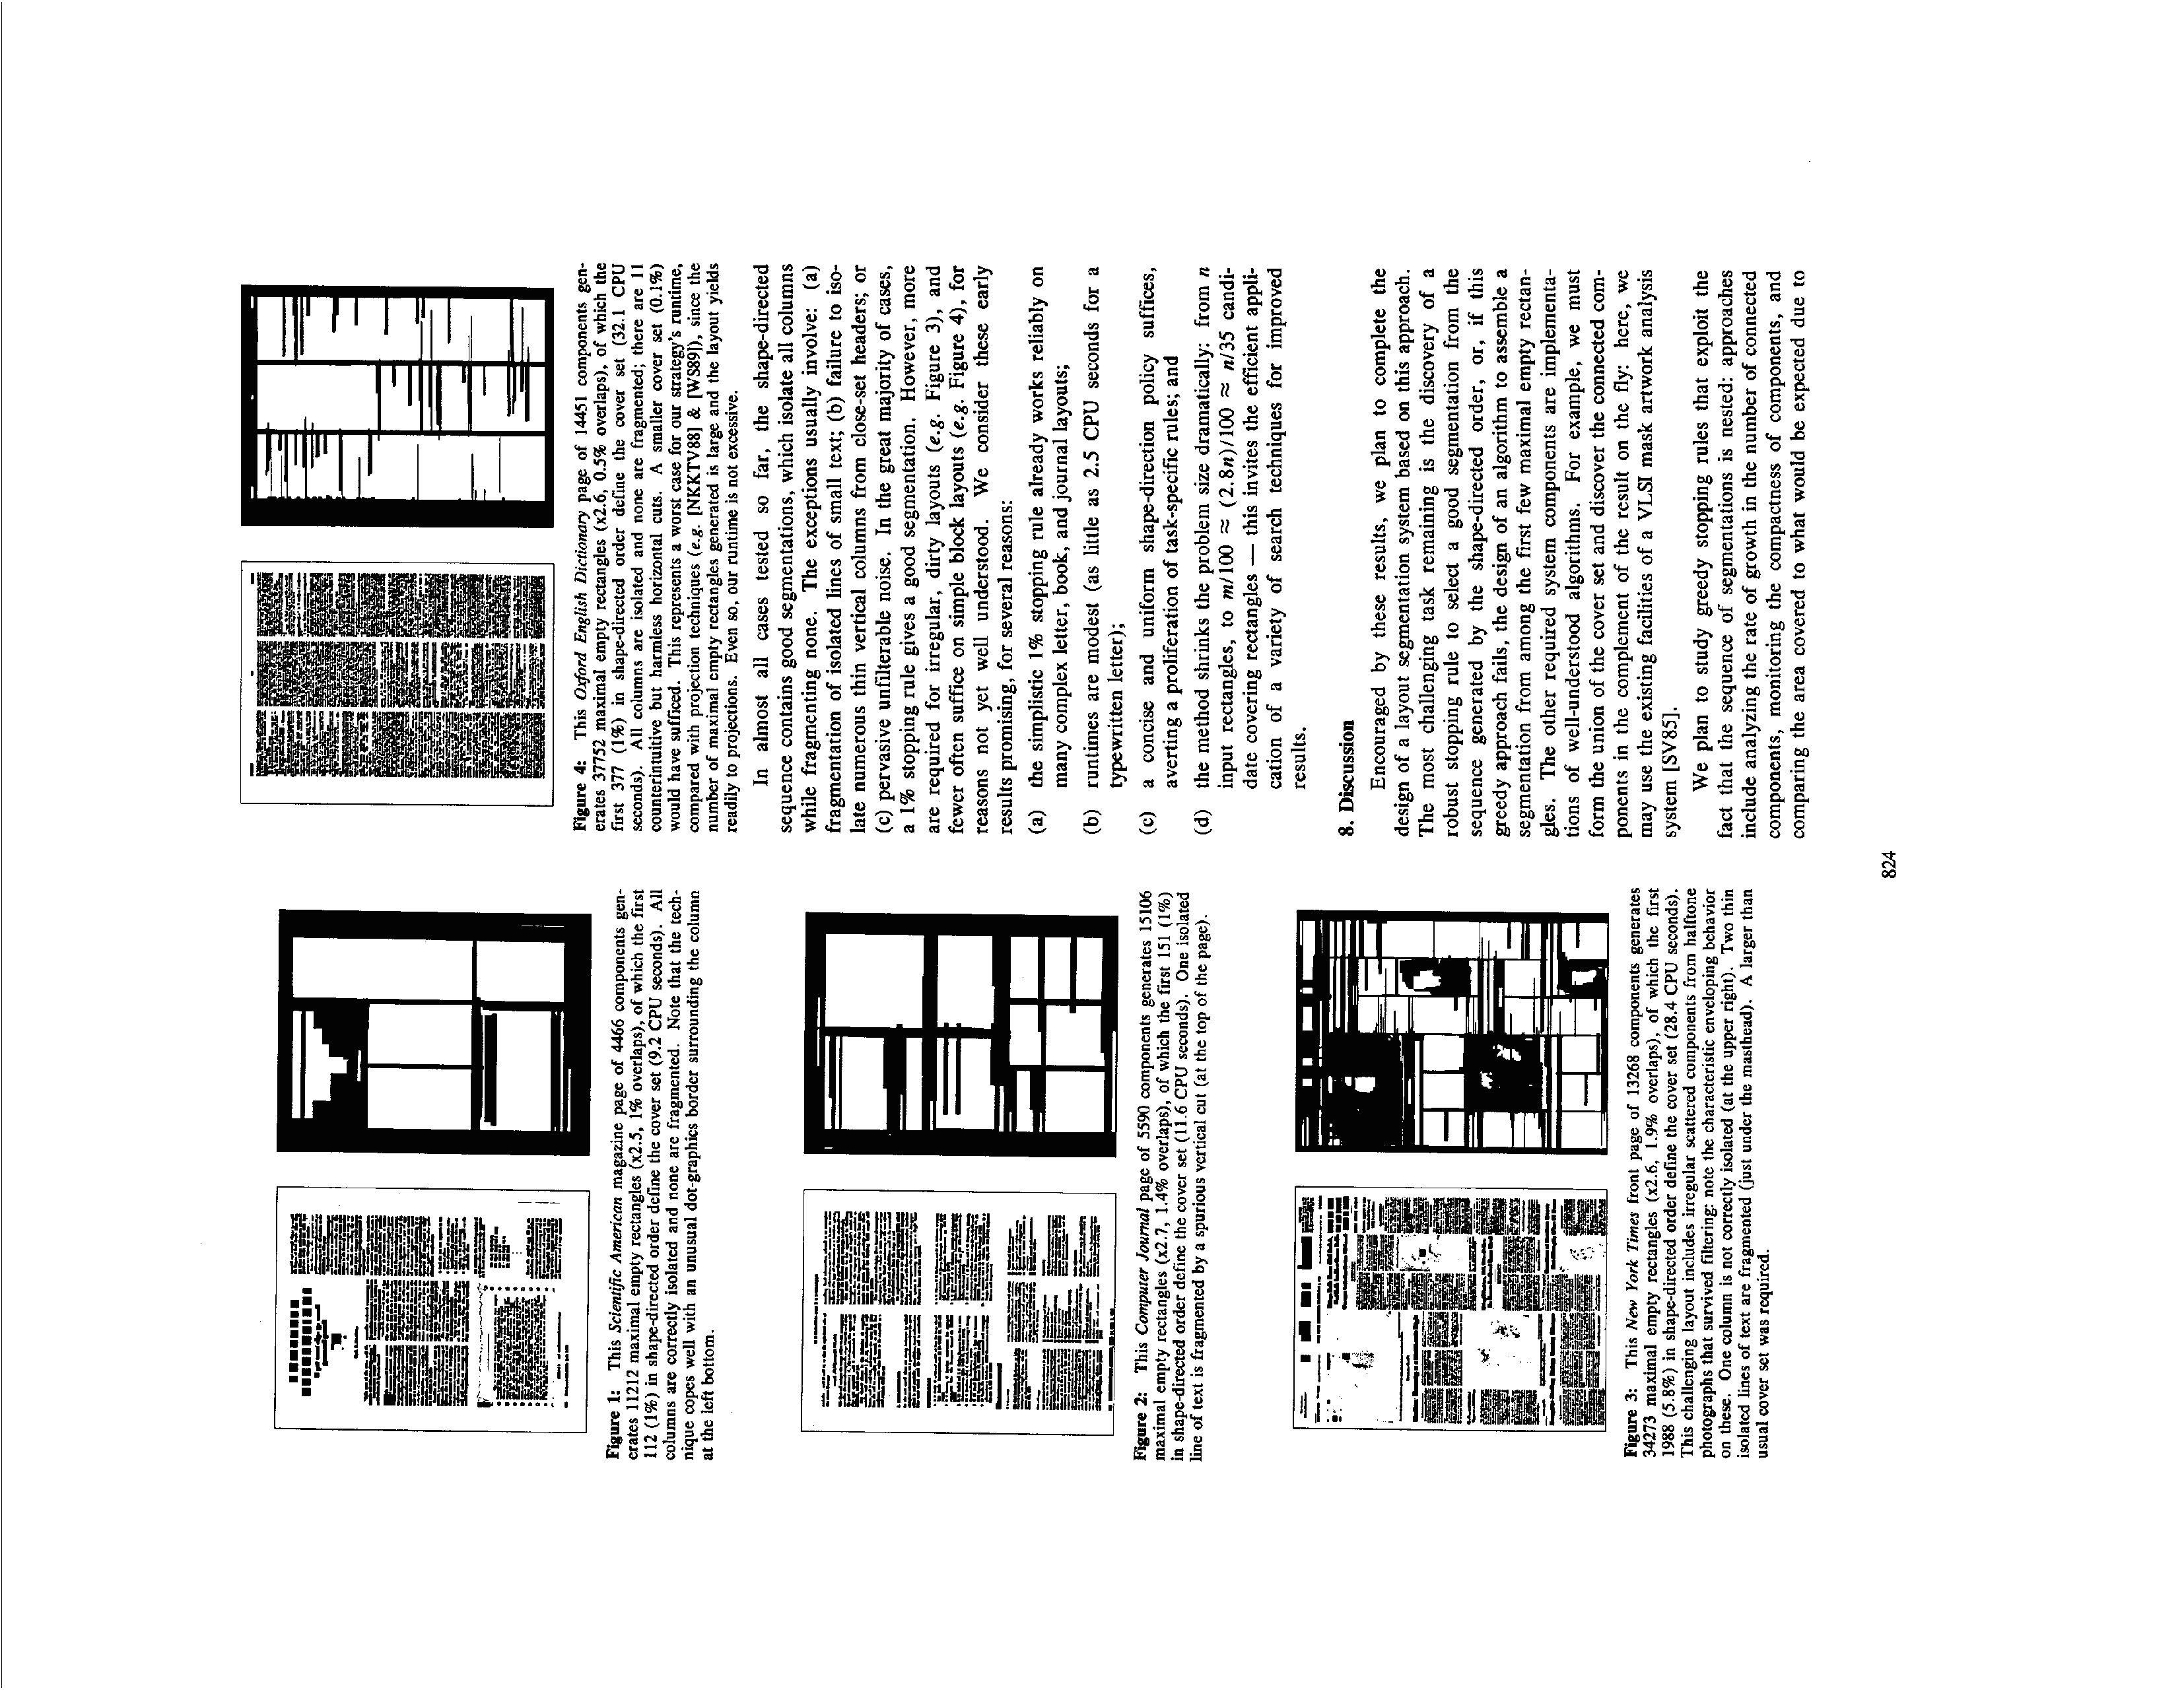 Figure 1: This Scientific American magazine page of 4466 components gen-
erates 11212 maximal empty rectangles (x2.5, 1% overlaps), of which the first
112 (1%) in shape-directed order define the cover set (9.2 CPU seconds). All
columns are correctly isolated and none are fragmented. Note that the tech-
nique copes well with an unusual dot-graphics border surrounding the column
at the left bottom.
Figure 2: This Computer Journal page of 5590 components generates 15106
maximal empty rectangles (x2.7, 1.4% overlaps), of which the first 151 (1%)
in shape-directed order define the cover set (11.6 CPU seconds). One isolated
line of text is fragmented by a spurious vertical cut (at the top of the page).
Figure 3: This New York Times front page of 13268 components generates
34273 maximal empty rectangles (x2.6, 1.9% overlaps), of which the first
1988 (5.8%) in shape-directed order define the cover set (28.4 CPU seconds).
This challenging layout includes irregular scattered components from halftone
photographs that survived filtering: note the characteristic enveloping behavior
on these. One column is not correctly isolated (at the upper right). Two thin
isolated lines of text are fragmented (just under the masthead). A larger than
usual cover set was required.
Figure 4: This Oxford English Dictionary page of 14451 components gen-
erates 37752 maximal empty rectangles (x2.6, 0.5% overlaps), of which the
first 377 (1%) in shape-directed order define the cover set (32.1 CPU
seconds). All columns are isolated and none are fragmented; there are 11
counterintuitive but harmless horizontal cuts. A smaller cover set (0.1%)
would have sufficed. This represents a worst case for our strategy's runtime,
compared with projection techniques (e.g. [NKKTV88] & [WS89]), since the
number of maximal empty rectangles generated is large and the layout yields
readily to projections. Even so, our runtime is not excessive.
In almost all cases tested so far, the shape-directed
sequence contains good segmentations, which isolate all columns
while fragmenting none. The exceptions usually involve: (a)
fragmentation of isolated lines of small text; (b) failure to iso-
late numerous thin vertical columns from close-set headers; or
(c) pervasive unfilterable noise. In the great majority of cases,
a 1% stopping rule gives a good segmentation. However, more
are required for irregular, dirty layouts (e.g. Figure 3), and
fewer often suffice on simple block layouts (e.g. Figure 4), for
reasons not yet well understood. We consider these early
results promising, for several reasons:
(a) the simplistic 1% stopping rule already works reliably on
many complex letter, book, and journal layouts;
(b) runtimes are modest (as little as 2.5 CPU seconds for a
typewritten letter);
(c) a concise and uniform shape-direction policy suffices,
averting a proliferation of task-specific rules; and
(d) the method shrinks the problem size dramatically: from n
input rectangles, to m/100 ≈ (2.8n)/100 ≈ n/35 candi-
date covering rectangles — this invites the efficient appli-
cation of a variety of search techniques for improved
results.
8. Discussion
Encouraged by these results, we plan to complete the
design of a layout segmentation system based on this approach.
The most challenging task remaining is the discovery of a
robust stopping rule to select a good segmentation from the
sequence generated by the shape-directed order, or, if this
greedy approach fails, the design of an algorithm to assemble a
segmentation from among the first few maximal empty rectan-
gles. The other required system components are implementa-
tions of well-understood algorithms. For example, we must
form the union of the cover set and discover the connected com-
ponents in the complement of the result on the fly: here, we
may use the existing facilities of a VLSI mask artwork analysis
system [SV85].
We plan to study greedy stopping rules that exploit the
fact that the sequence of segmentations is nested: approaches
include analyzing the rate of growth in the number of connected
components, monitoring the compactness of components, and
comparing the area covered to what would be expected due to
824